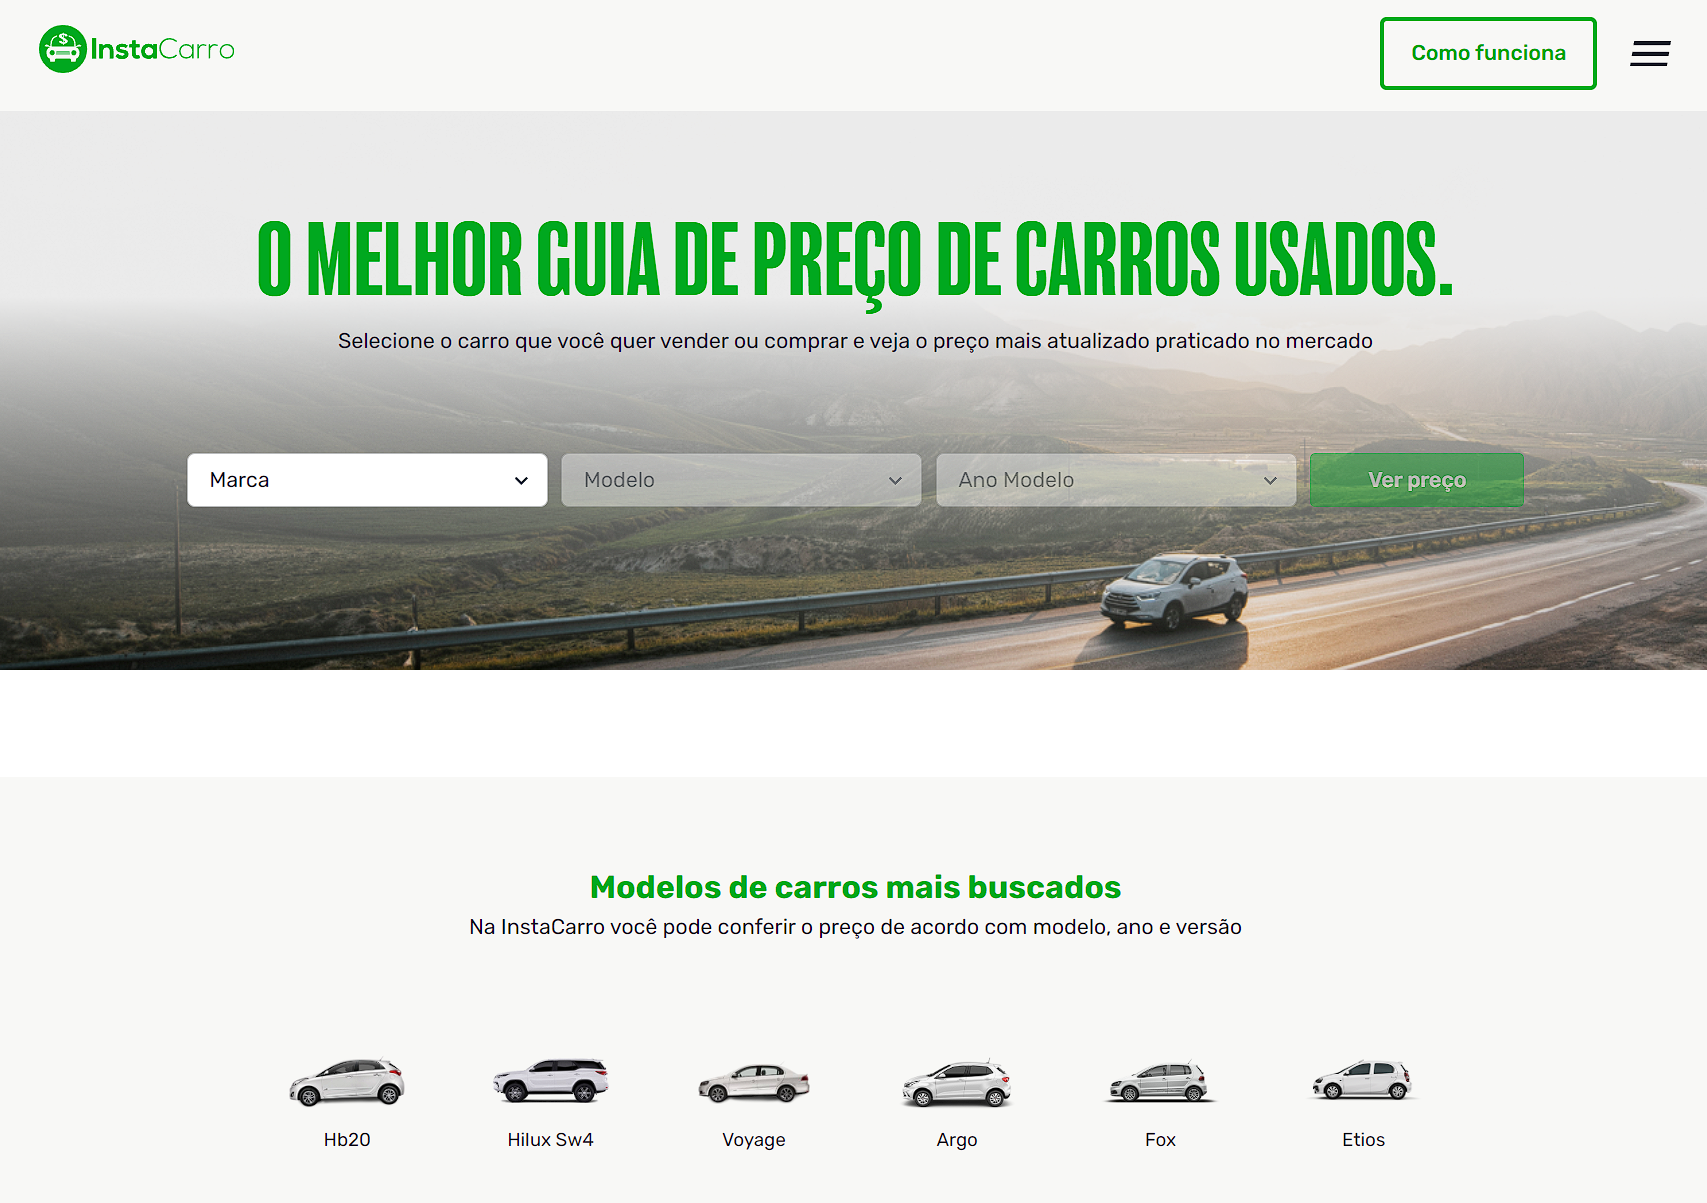 InstaCarro
Como funciona
O MELHOR GUIA DE PREÇO DE CARROS USADOS.
Selecione o carro que você quer vender ou comprar e veja o preço mais atualizado praticado no mercado
Marca
Modelo
Ano Modelo
Ver preço
Modelos de carros mais buscados
Na InstaCarro você pode conferir o preço de acordo com modelo, ano e versão
Hb20
Hilux Sw4
Voyage
Argo
Fox
Etios